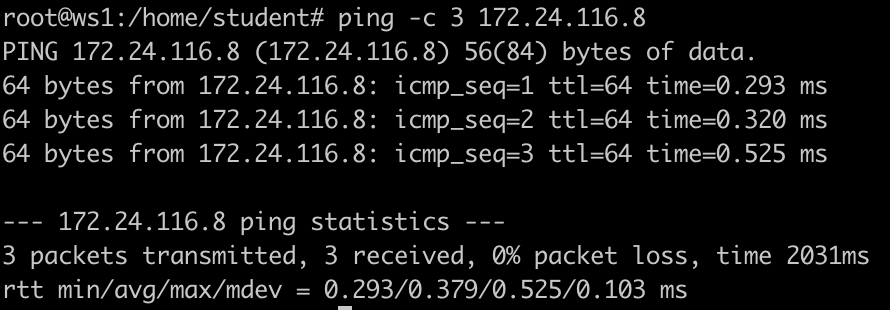 root@ws1:/home/student# ping -c 3 172.24.116.8
PING 172.24.116.8 (172.24.116.8) 56(84) bytes of data.
64 bytes from 172.24.116.8: icmp_seq=1 ttl=64 time=0.293 ms
64 bytes from 172.24.116.8: icmp_seq=2 ttl=64 time=0.320 ms
64 bytes from 172.24.116.8: icmp_seq=3 ttl=64 time=0.525 ms
--- 172.24.116.8 ping statistics ---
3 packets transmitted, 3 received, 0% packet loss, time 2031ms
rtt min/avg/max/mdev = 0.293/0.379/0.525/0.103 ms